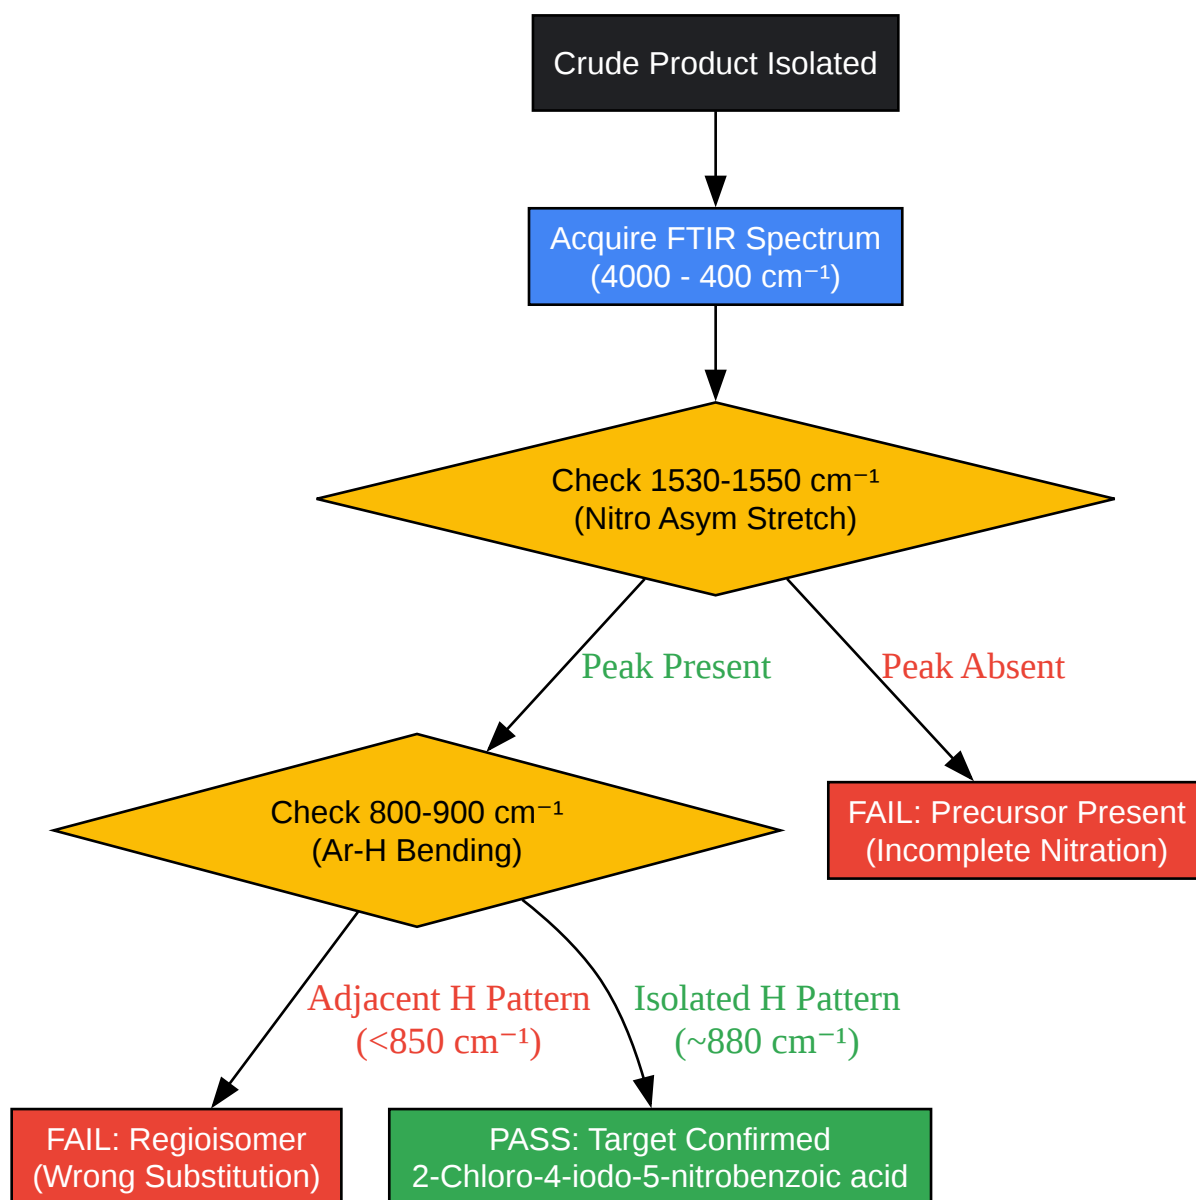 Crude Product Isolated
Acquire FTIR Spectrum
(4000 - 400 cm⁻¹)
Check 1530-1550 cm⁻¹
(Nitro Asym Stretch)
Peak Present
Peak Absent
Check 800-900 cm⁻¹
(Ar-H Bending)
FAIL: Precursor Present
(Incomplete Nitration)
Adjacent H Pattern
(<850 cm⁻¹)
Isolated H Pattern
(~880 cm⁻¹)
FAIL: Regioisomer
(Wrong Substitution)
PASS: Target Confirmed
2-Chloro-4-iodo-5-nitrobenzoic acid